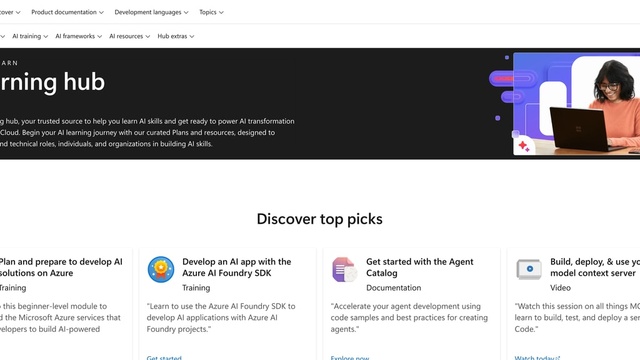 cover Product documentation Development languages Topics
AI training AI frameworks AI resources Hub extras
EARN
rning hub
ng hub, your trusted source to help you learn AI skills and get ready to power AI transformation
Cloud. Begin your AI learning journey with our curated Plans and resources, designed to
nd technical roles, individuals, and organizations in building AI skills.
Discover top picks
Plan and prepare to develop AI
solutions on Azure
Training
this beginner-level module to
d the Microsoft Azure services that
velopers to build AI-powered
Develop an AI app with the
Azure AI Foundry SDK
Training
"Learn to use the Azure AI Foundry SDK to
develop AI applications with Azure AI
Foundry projects."
Get started
Get started with the Agent
Catalog
Documentation
"Accelerate your agent development using
code samples and best practices for creating
agents."
Explore now
Build, deploy, & use yo
model context server
Video
"Watch this session on all things MC
learn to build, test, and deploy a ser
Code."
Watch today